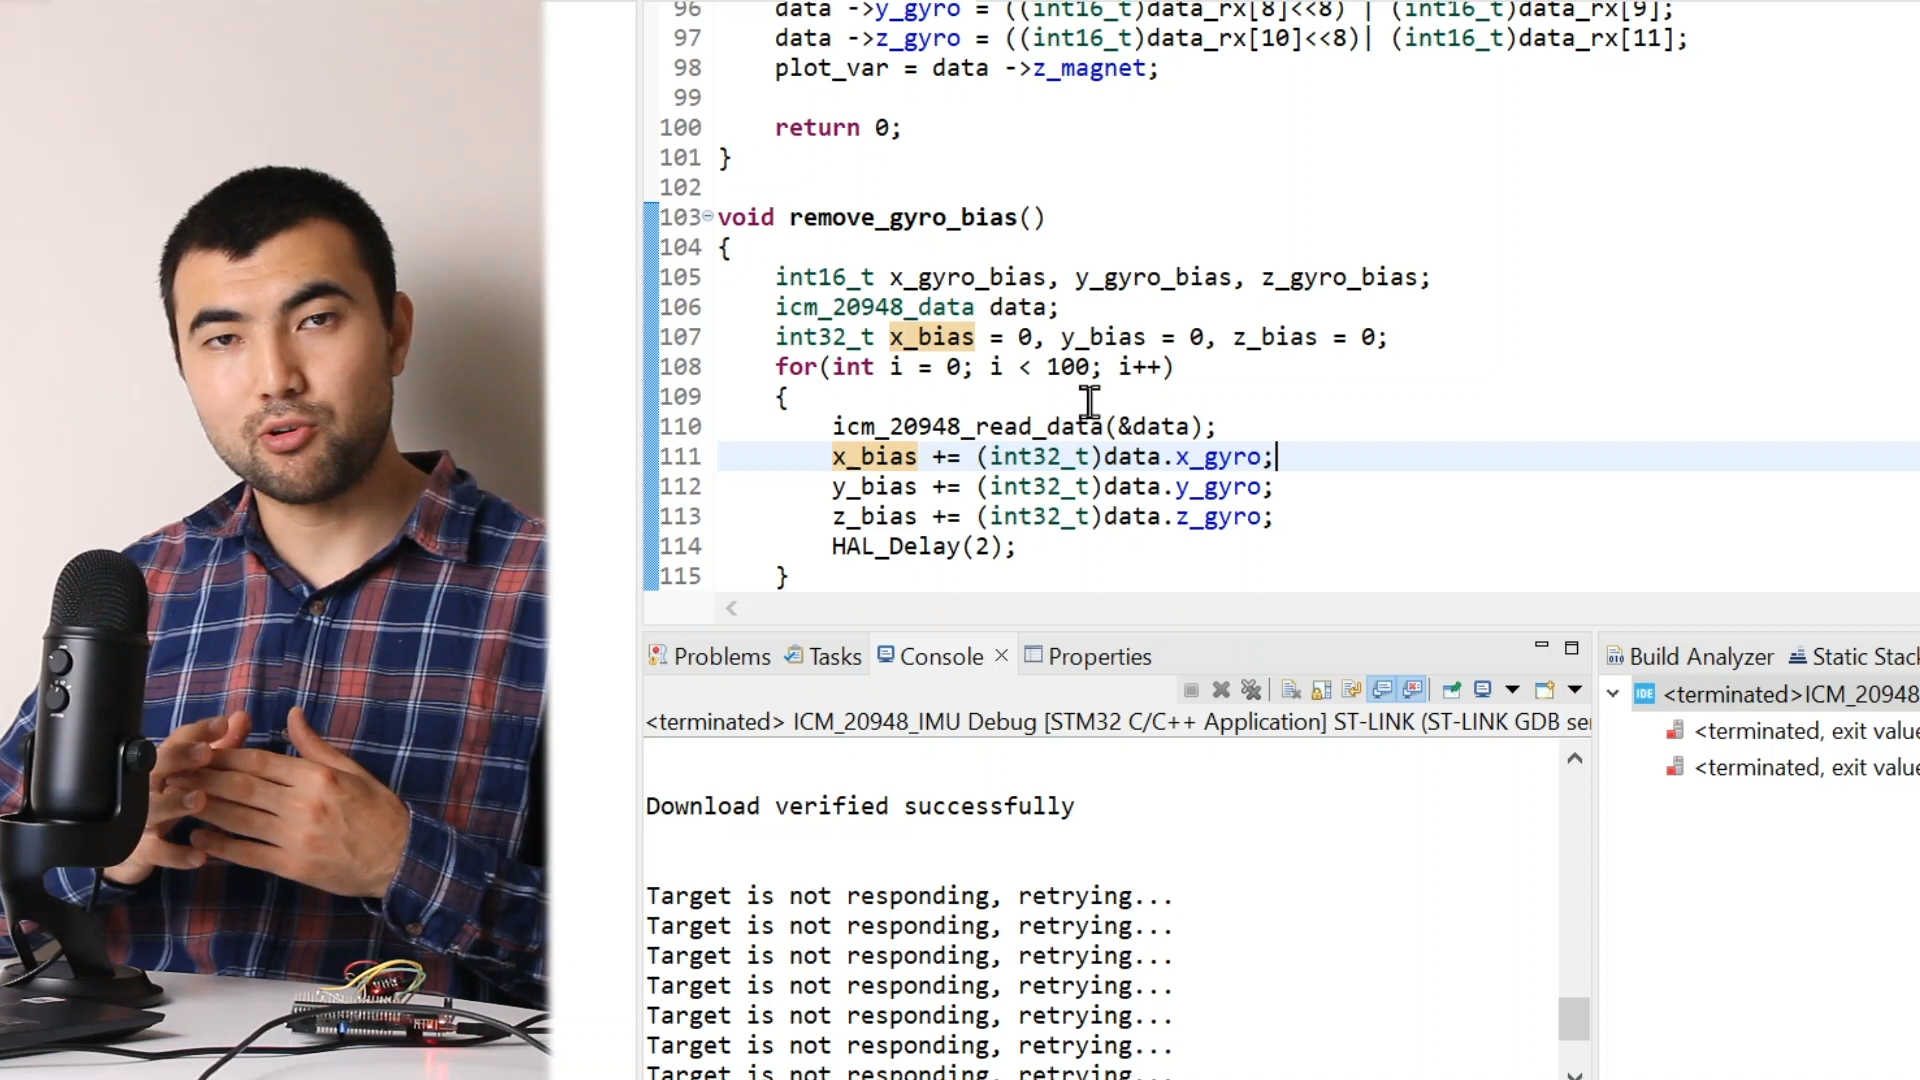 96 data ->y_gyro = ((int16_t)data_rx[8]<<8) | (int16_t)data_rx[9];
97 data ->z_gyro = ((int16_t)data_rx[10]<<8)| (int16_t)data_rx[11];
98 plot_var = data ->z_magnet;
99
100 return 0;
101 }
102
103 void remove_gyro_bias()
104 {
105 int16_t x_gyro_bias, y_gyro_bias, z_gyro_bias;
106 icm_20948_data data;
107 int32_t x_bias = 0, y_bias = 0, z_bias = 0;
108 for(int i = 0; i < 100; i++)
109 {
110 icm_20948_read_data(&data);
111 x_bias += (int32_t)data.x_gyro;
112 y_bias += (int32_t)data.y_gyro;
113 z_bias += (int32_t)data.z_gyro;
114 HAL_Delay(2);
115 }
Problems Tasks Console Properties
<terminated> ICM_20948_IMU Debug [STM32 C/C++ Application] ST-LINK (ST-LINK GDB se
Download verified successfully
Target is not responding, retrying...
Target is not responding, retrying...
Target is not responding, retrying...
Target is not responding, retrying...
Target is not responding, retrying...
Target is not responding, retrying...
Target is not responding, retrying...
Build Analyzer Static Stac
IDE <terminated>ICM_20948
<terminated, exit value
<terminated, exit value